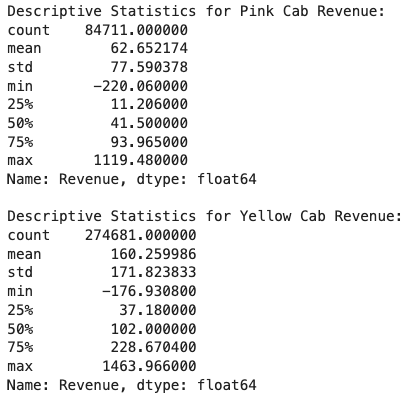 Descriptive Statistics for Pink Cab Revenue:
count    84711.000000
mean        62.652174
std         77.590378
min       -220.060000
25%         11.206000
50%         41.500000
75%         93.965000
max       1119.480000
Name: Revenue, dtype: float64

Descriptive Statistics for Yellow Cab Revenue:
count    274681.000000
mean        160.259986
std         171.823833
min        -176.930800
25%          37.180000
50%         102.000000
75%         228.670400
max        1463.966000
Name: Revenue, dtype: float64